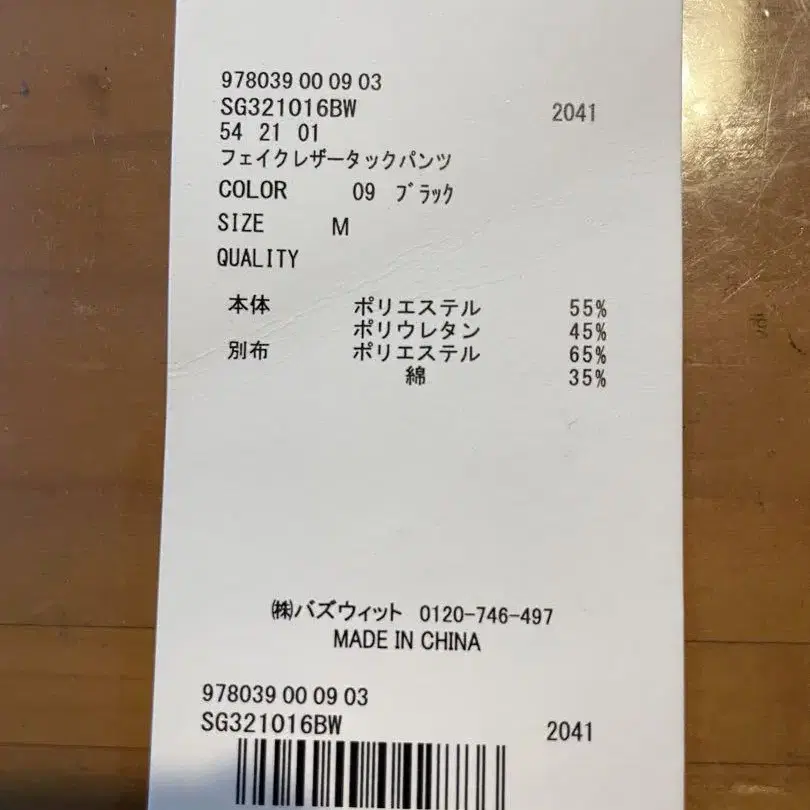 978039 00 09 03
SG321016BW 2041
54 21 01
フェイクレザータックパンツ
COLOR 09 ブラック
SIZE M
QUALITY
本体 ポリエステル 55%
ポリウレタン 45%
別布 ポリエステル 65%
綿 35%
㈱バズウィット 0120-746-497
MADE IN CHINA
978039 00 09 03
SG321016BW 2041